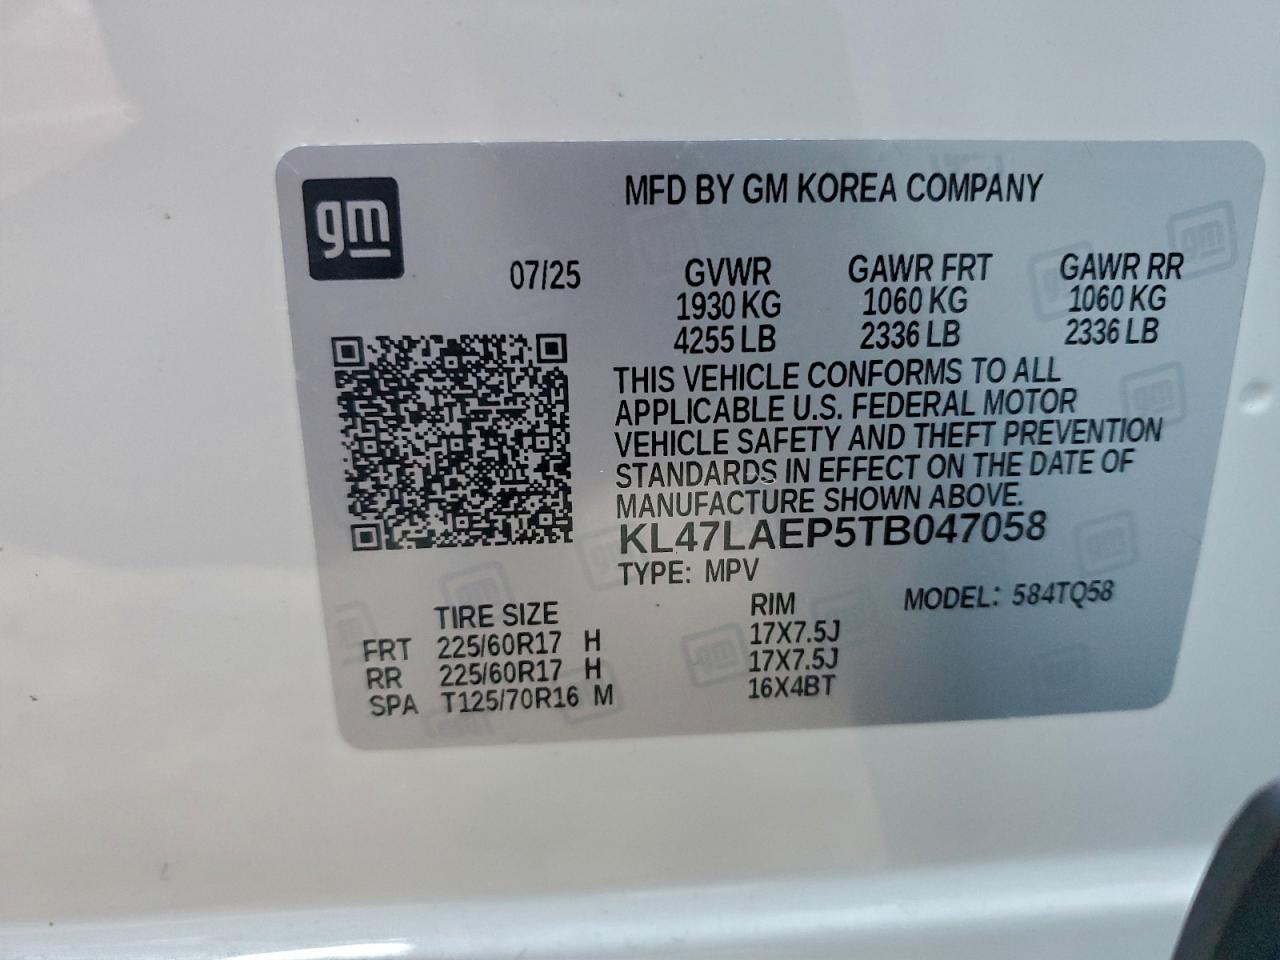 gm
MFD BY GM KOREA COMPANY
07/25
GVWR GAWR FRT GAWR RR
1930 KG 1060 KG 1060 KG
4255 LB 2336 LB 2336 LB
THIS VEHICLE CONFORMS TO ALL
APPLICABLE U.S. FEDERAL MOTOR
VEHICLE SAFETY AND THEFT PREVENTION
STANDARDS IN EFFECT ON THE DATE OF
MANUFACTURE SHOWN ABOVE.
KL47LAEP5TB047058
TYPE: MPV
MODEL: 584TQ58
TIRE SIZE RIM
FRT 225/60R17 H 17X7.5J
RR 225/60R17 H 17X7.5J
SPA T125/70R16 M 16X4BT